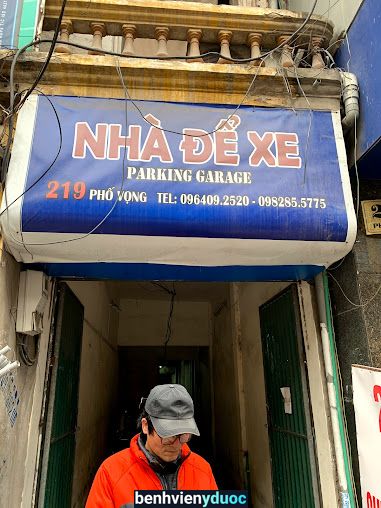 NHÀ ĐỂ XE
PARKING GARAGE
219 PHỐ VỌNG TEL: 096409.2520 - 098285.5775
benhvienyduoc